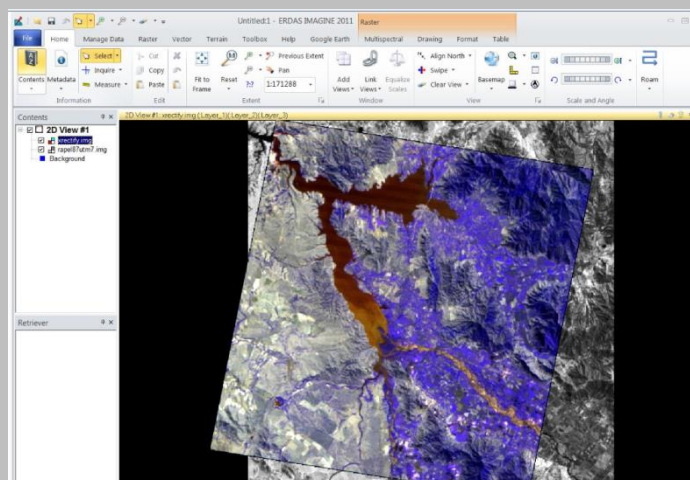 Untitled:1 - ERDAS IMAGINE 2011
Raster
File Home Manage Data Raster Vector Terrain Toolbox Help Google Earth Multispectral Drawing Format Table
Contents Metadata
Select
Inquire
Measure
Information
Cut
Copy
Paste
Edit
Fit to Frame
Reset
Previous Extent
Pan
1:171288
Extent
Add Views
Link Views
Equalize Scales
Window
Align North
Swipe
Clear View
Basemap
View
Scale and Angle
Roam
Contents
2D View #1
xrectify.img
rapel87utm7.img
Background
2D View #1: xrectify.img (:Layer_1)(:Layer_2)(:Layer_3)
Retriever